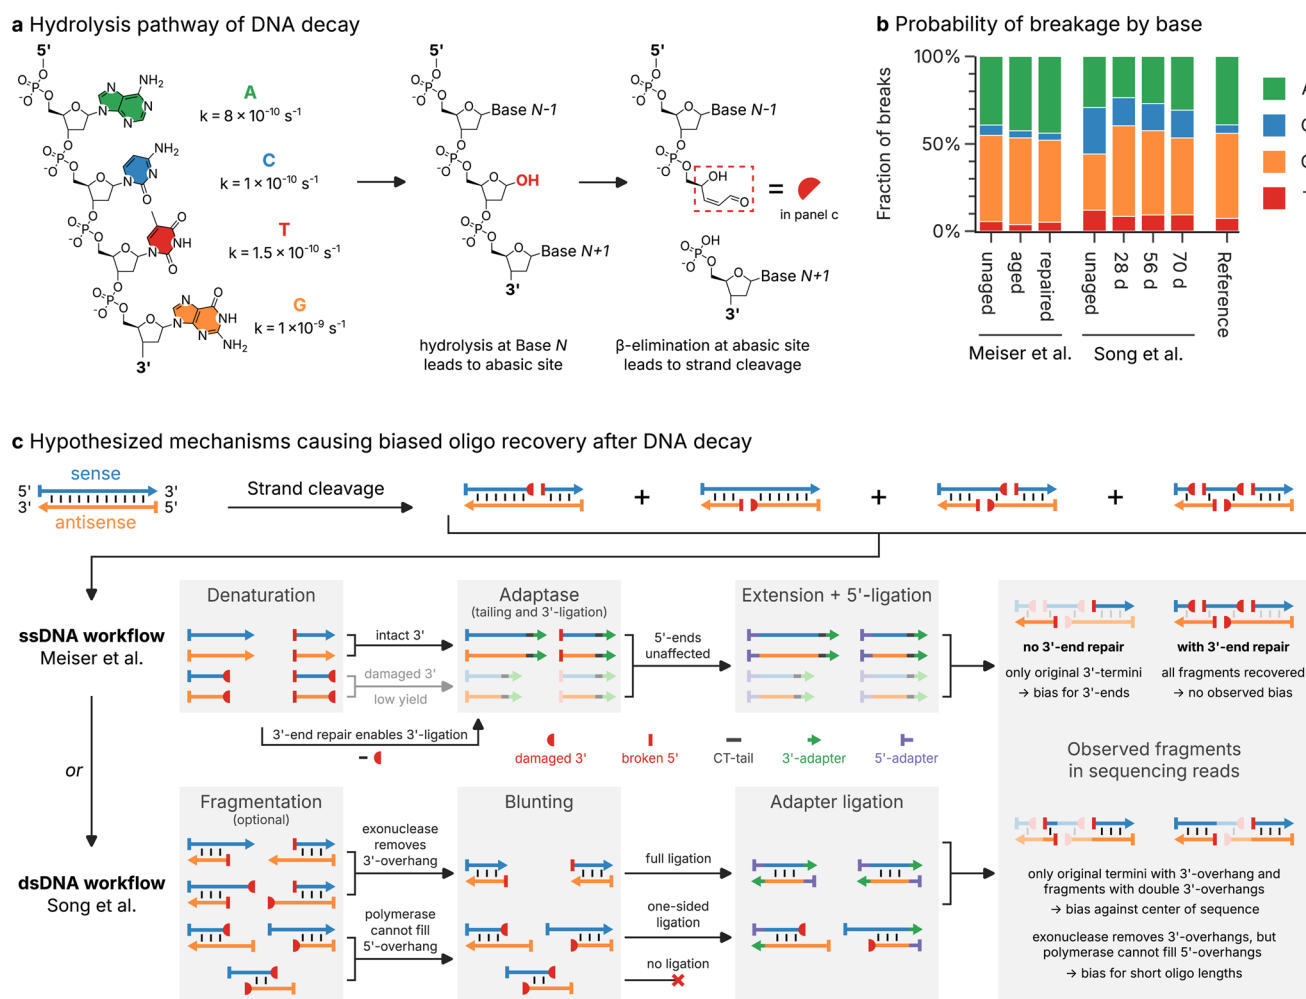 a Hydrolysis pathway of DNA decay
5'
O
O
P
-O
O
O
O
N
N
N
N
NH₂
A
k = 8 × 10⁻¹⁰ s⁻¹
O
O
P
-O
O
O
NH₂
N
N
O
C
k = 1 × 10⁻¹⁰ s⁻¹
O
O
P
-O
O
O
O
NH
N
O
T
k = 1.5 × 10⁻¹⁰ s⁻¹
O
O
P
-O
O
O
N
N
O
NH
N
NH₂
G
k = 1 ×10⁻⁹ s⁻¹
3'
5'
O
O
P
-O
O
O
Base N-1
O
O
P
-O
O
O
OH
O
O
P
-O
O
O
Base N+1
3'
hydrolysis at Base N
leads to abasic site
5'
O
O
P
-O
O
O
Base N-1
O
O
P
-O
O
OH
O
=
in panel c
OH
O
P
-O
O
O
Base N+1
3'
β-elimination at abasic site
leads to strand cleavage
b Probability of breakage by base
Fraction of breaks
100%
50%
0%
unaged
aged
repaired
unaged
28 d
56 d
70 d
Reference
Meiser et al.
Song et al.
c Hypothesized mechanisms causing biased oligo recovery after DNA decay
sense
5' 3'
3' 5'
antisense
Strand cleavage
+
+
+
ssDNA workflow
Meiser et al.
or
dsDNA workflow
Song et al.
Denaturation
intact 3'
damaged 3'
low yield
3'-end repair enables 3'-ligation
Adaptase
(tailing and 3'-ligation)
5'-ends
unaffected
Extension + 5'-ligation
no 3'-end repair
only original 3'-termini
→ bias for 3'-ends
with 3'-end repair
all fragments recovered
→ no observed bias
damaged 3'
broken 5'
CT-tail
3'-adapter
5'-adapter
Observed fragments
in sequencing reads
Fragmentation
(optional)
exonuclease
removes
3'-overhang
polymerase
cannot fill
5'-overhang
Blunting
full ligation
one-sided
ligation
no ligation
Adapter ligation
only original termini with 3'-overhang and
fragments with double 3'-overhangs
→ bias against center of sequence
exonuclease removes 3'-overhangs, but
polymerase cannot fill 5'-overhangs
→ bias for short oligo lengths